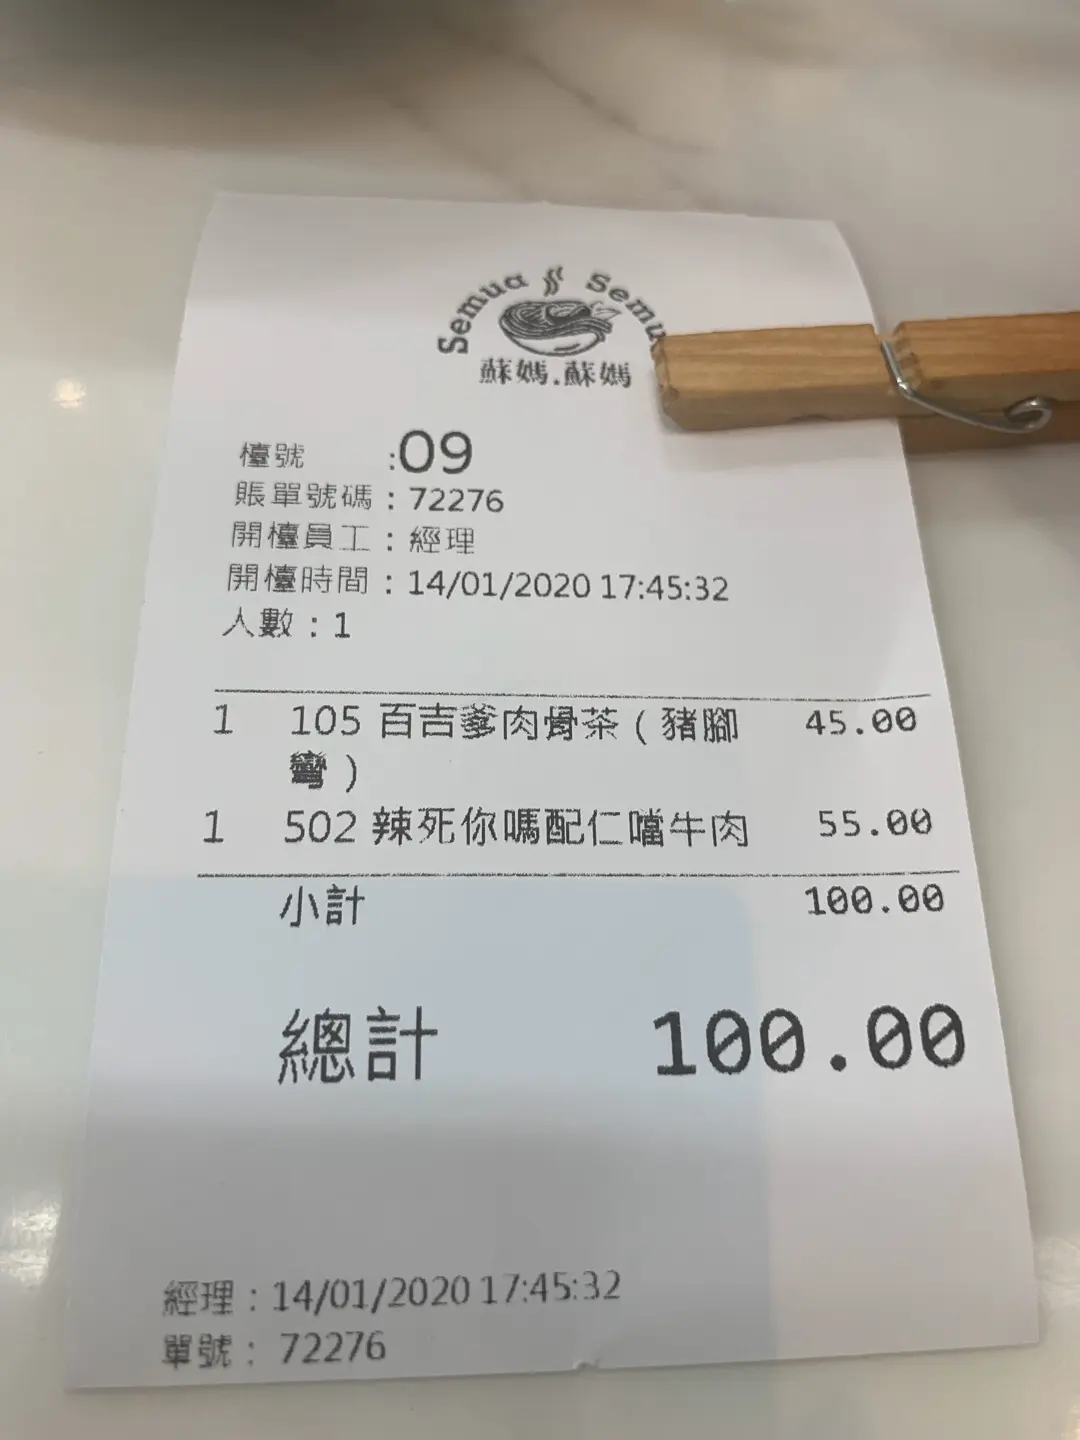 Semua Semu
蘇媽.蘇媽
檯號 :09
賬單號碼：72276
開檯員工：經理
開檯時間：14/01/2020 17:45:32
人數：1
1 105 百吉爹肉骨茶（豬腳 45.00
彎）
1 502 辣死你嗎配仁噹牛肉 55.00
小計 100.00
總計 100.00
經理：14/01/2020 17:45:32
單號：72276